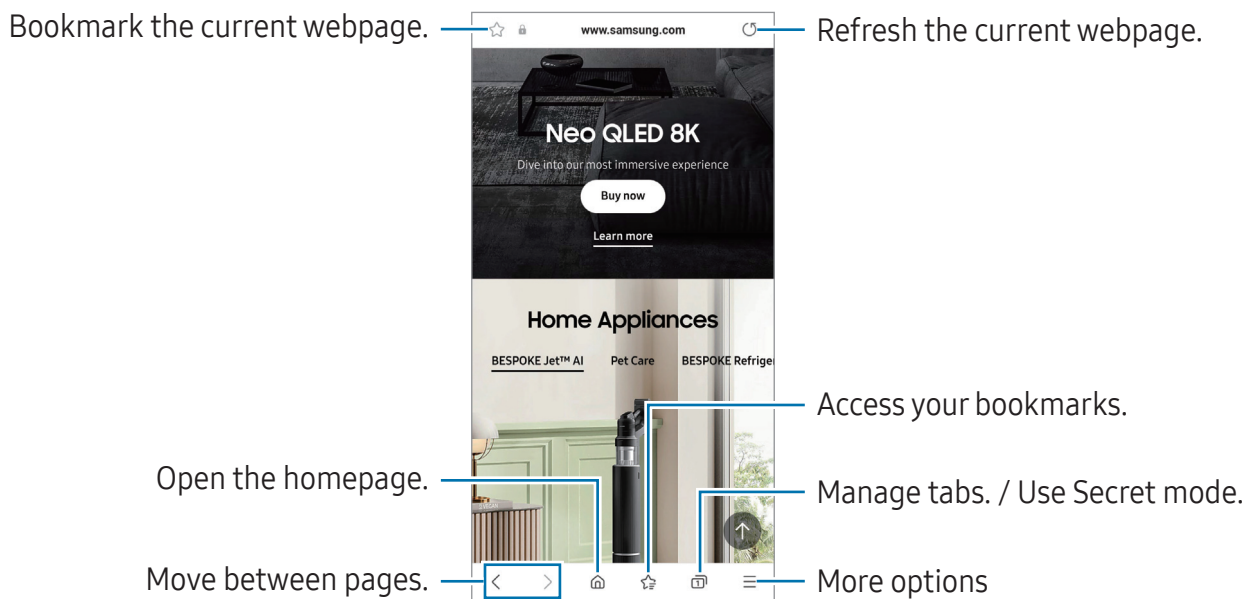 Bookmark the current webpage.
www.samsung.com
Refresh the current webpage.
Neo QLED 8K
Dive into our most immersive experience
Buy now
Learn more
Home Appliances
BESPOKE Jet™ AI Pet Care BESPOKE Refrige
Access your bookmarks.
Open the homepage.
Manage tabs. / Use Secret mode.
Move between pages.
1
More options